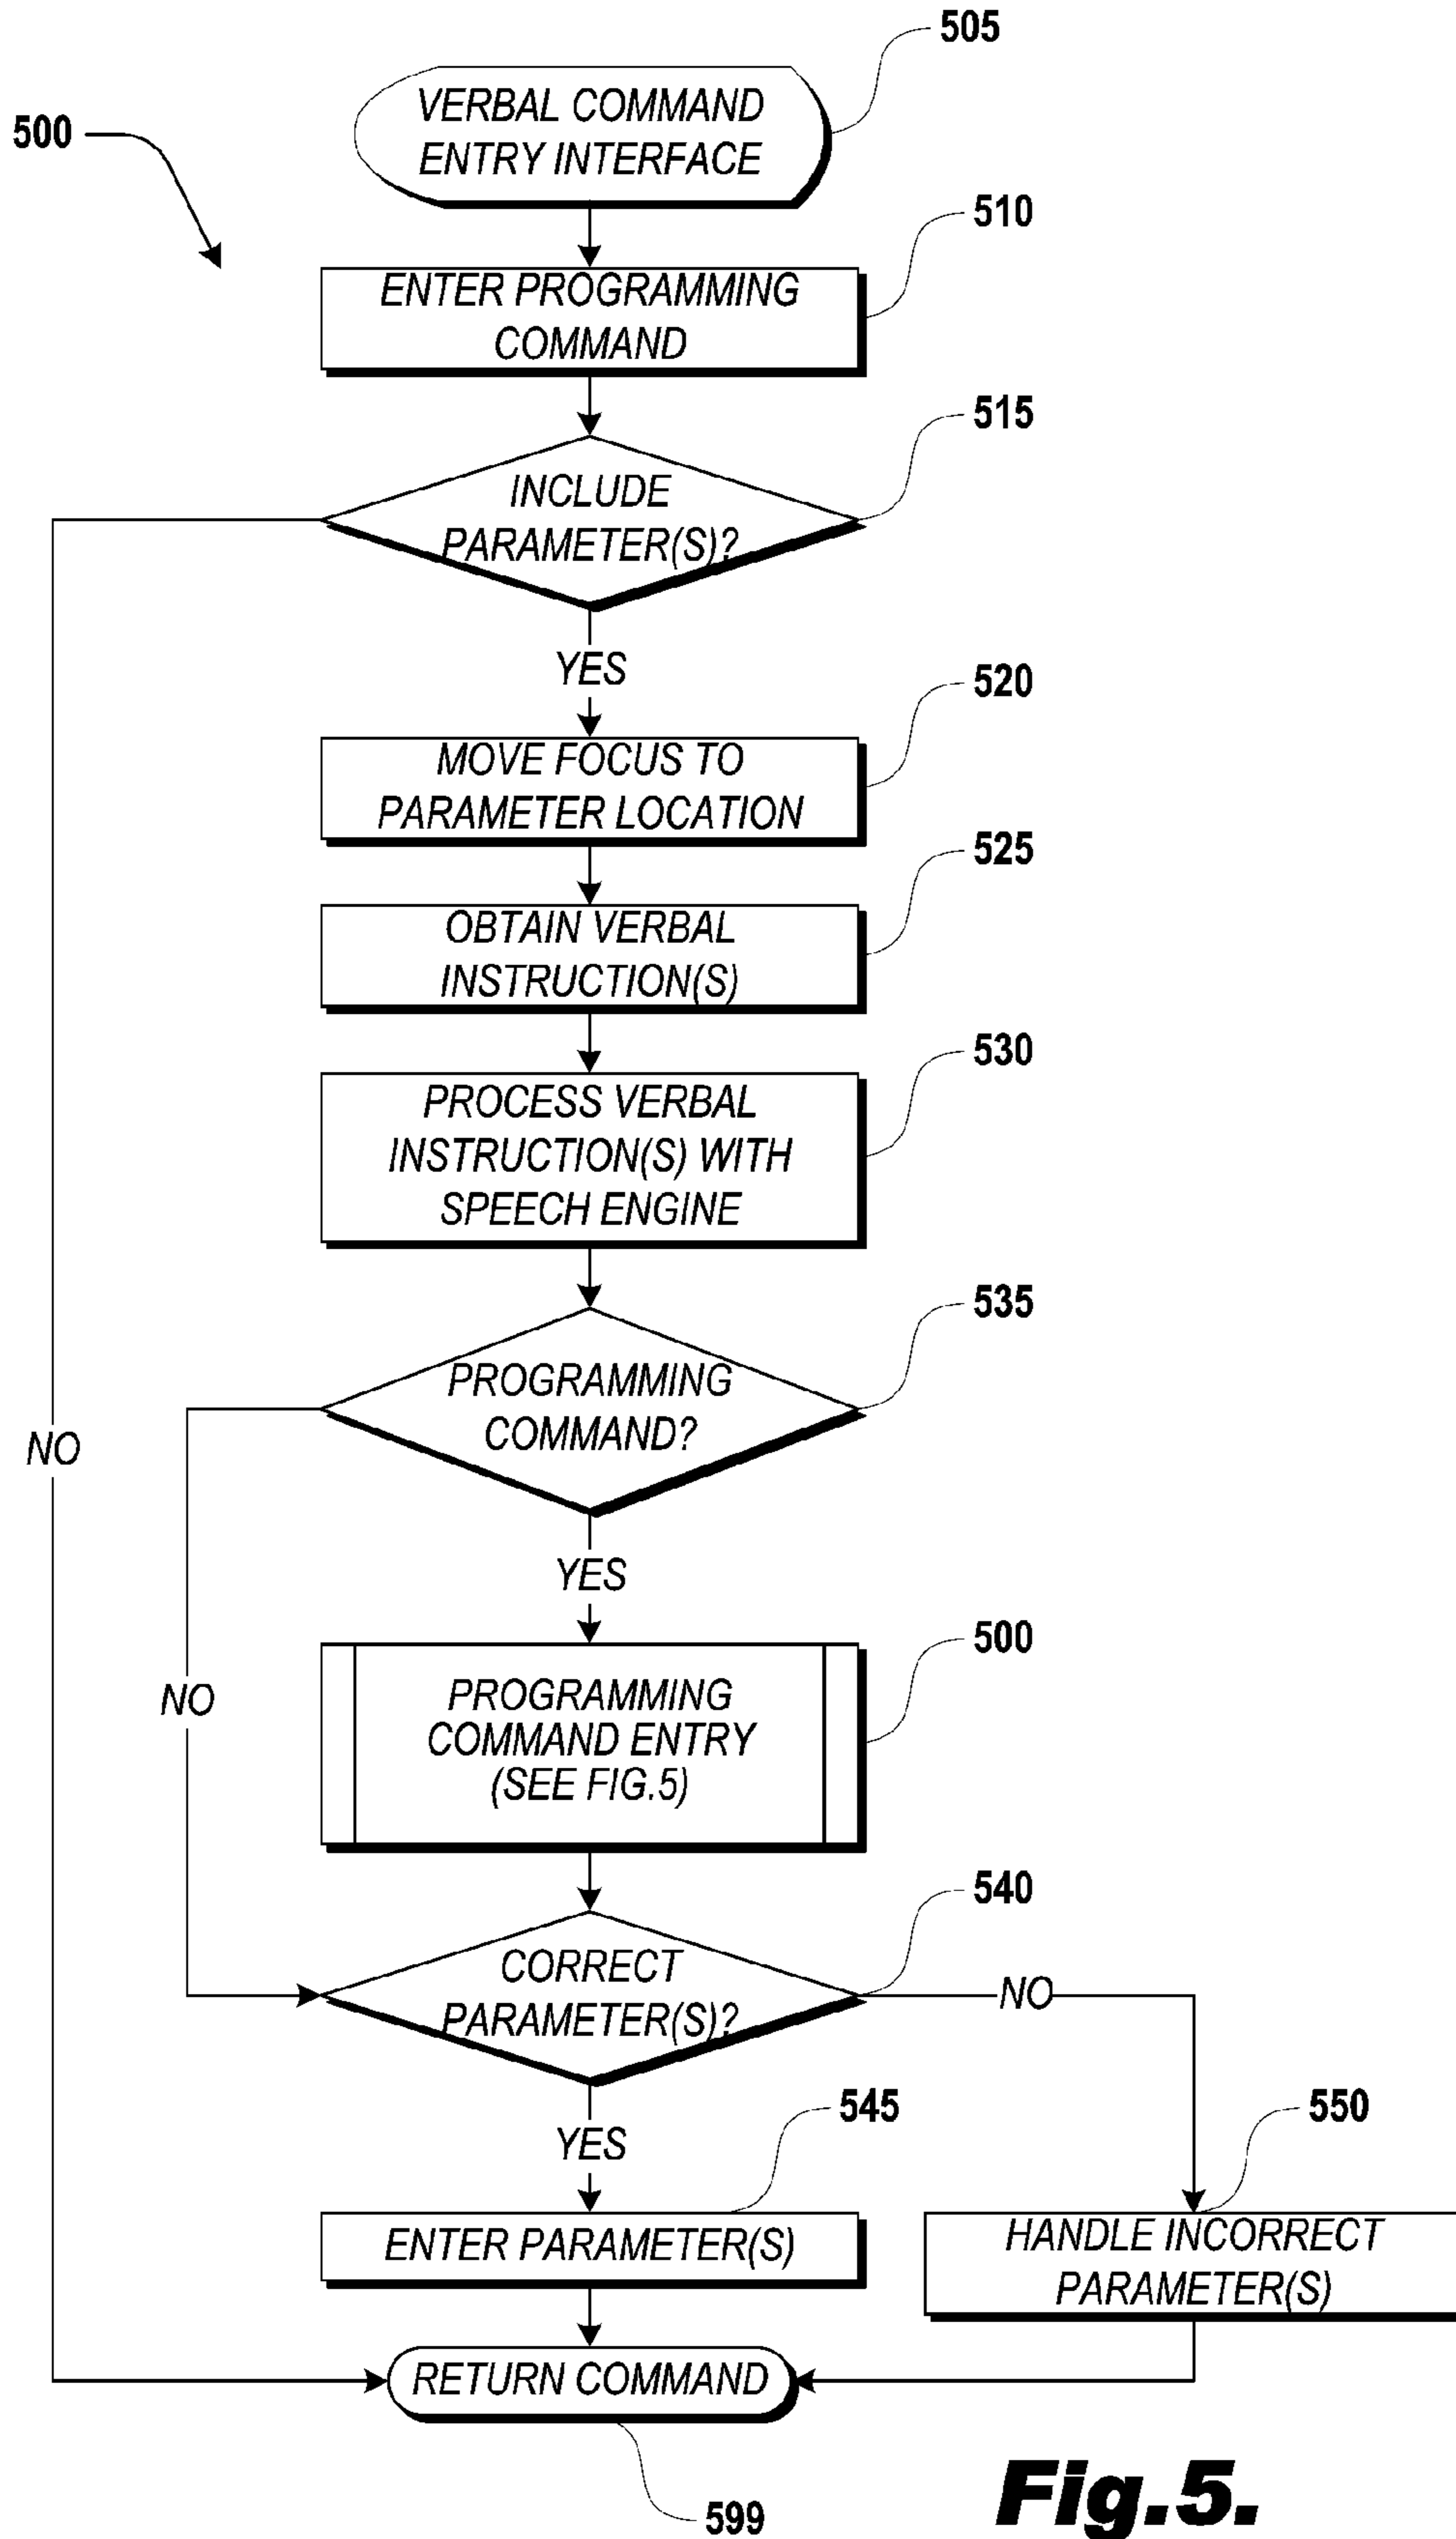 505
VERBAL COMMAND
ENTRY INTERFACE
500
510
ENTER PROGRAMMING
COMMAND
515
INCLUDE
PARAMETER(S)?
YES
520
MOVE FOCUS TO
PARAMETER LOCATION
525
OBTAIN VERBAL
INSTRUCTION(S)
530
PROCESS VERBAL
INSTRUCTION(S) WITH
SPEECH ENGINE
535
PROGRAMMING
COMMAND?
NO
YES
500
PROGRAMMING
COMMAND ENTRY
(SEE FIG.5)
NO
540
CORRECT
PARAMETER(S)?
NO
545
YES
550
ENTER PARAMETER(S)
HANDLE INCORRECT
PARAMETER(S)
RETURN COMMAND
599
Fig.5.